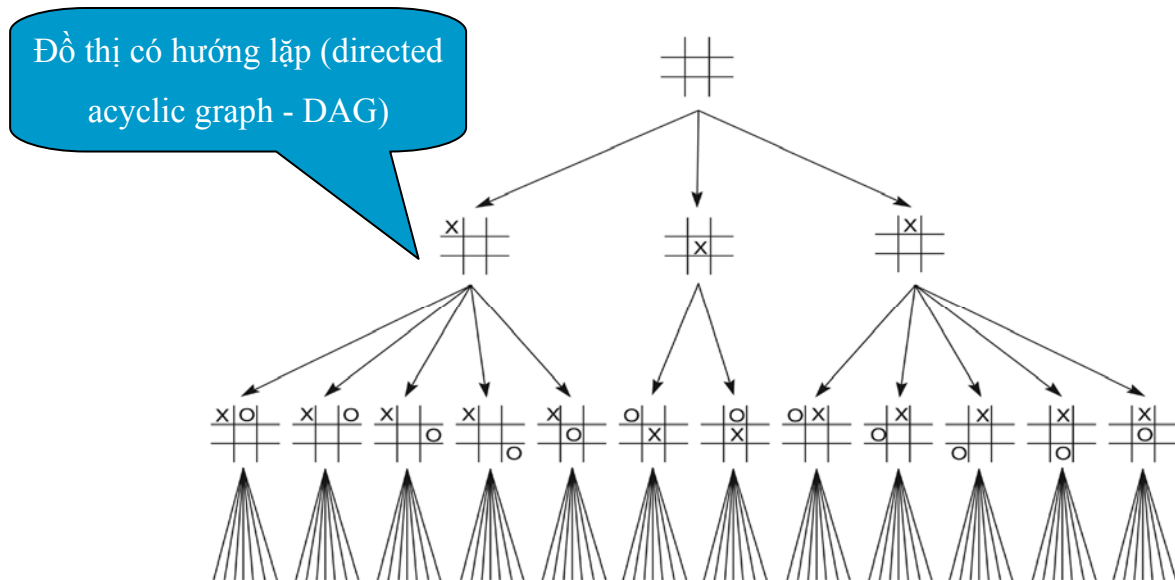 Đồ thị có hướng lặp (directed
acyclic graph - DAG)
X
X
X
X O
X O
X
O
X
O
X
O
O
X
O
X
O X
X
O
X
O
X
O
X
O